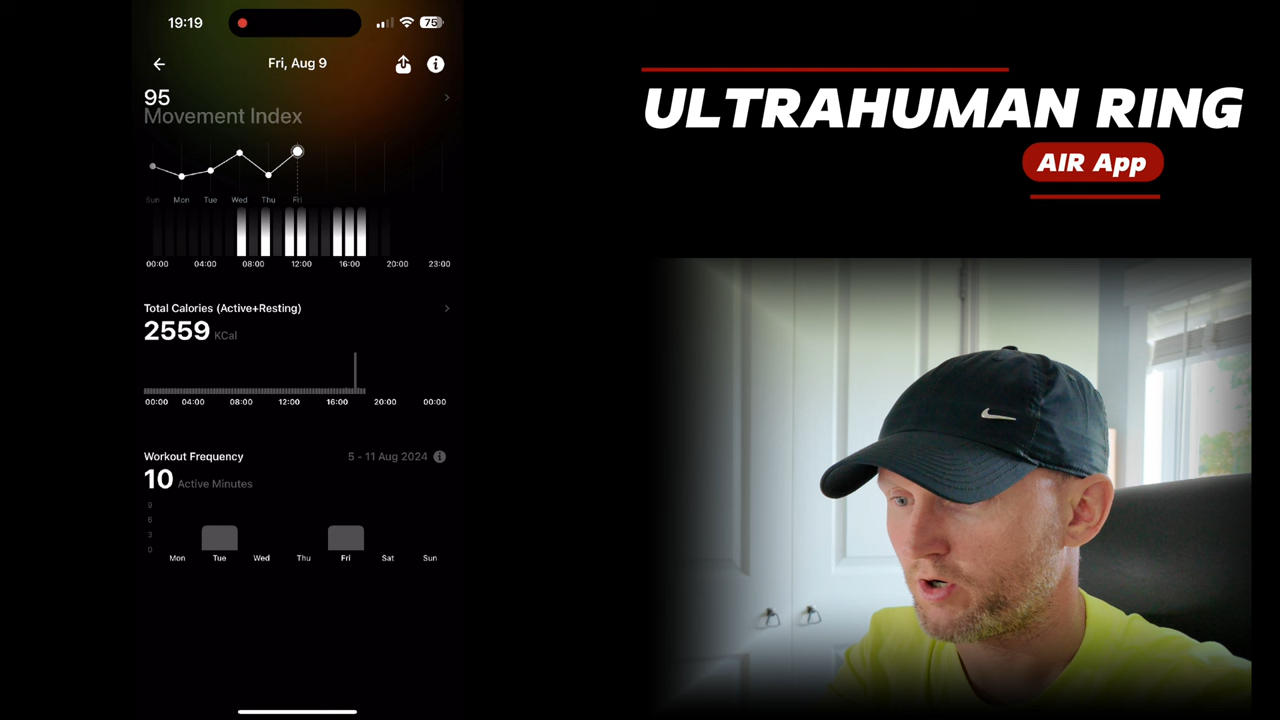 19:19
75
Fri, Aug 9
95
Movement Index
Sun Mon Tue Wed Thu Fri
00:00 04:00 08:00 12:00 16:00 20:00 23:00
Total Calories (Active+Resting)
2559 KCal
00:00 04:00 08:00 12:00 16:00 20:00 00:00
Workout Frequency
5 - 11 Aug 2024
10 Active Minutes
9
6
3
0
Mon Tue Wed Thu Fri Sat Sun
ULTRAHUMAN RING
AIR App